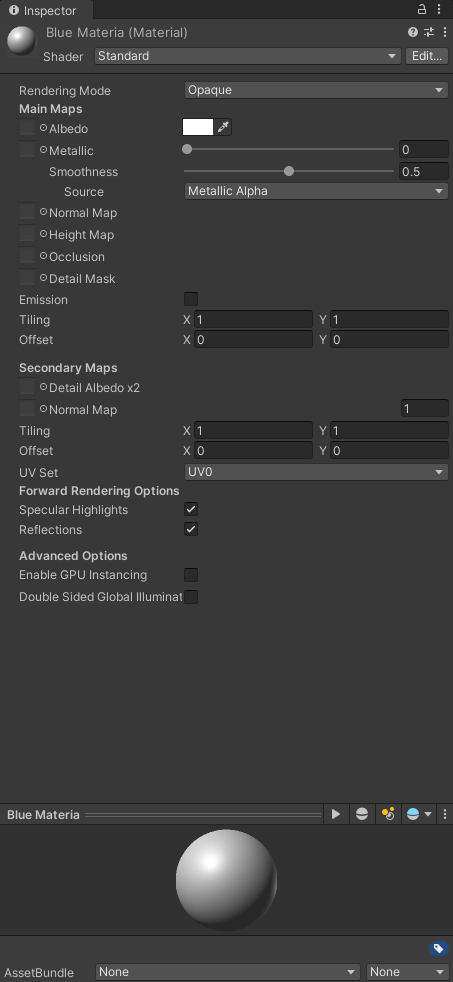 Inspector
Blue Materia (Material)
Shader Standard Edit...
Rendering Mode Opaque
Main Maps
Albedo
Metallic 0
Smoothness 0.5
Source Metallic Alpha
Normal Map
Height Map
Occlusion
Detail Mask
Emission
Tiling X 1 Y 1
Offset X 0 Y 0
Secondary Maps
Detail Albedo x2
Normal Map 1
Tiling X 1 Y 1
Offset X 0 Y 0
UV Set UV0
Forward Rendering Options
Specular Highlights
Reflections
Advanced Options
Enable GPU Instancing
Double Sided Global Illuminat
Blue Materia
AssetBundle None None